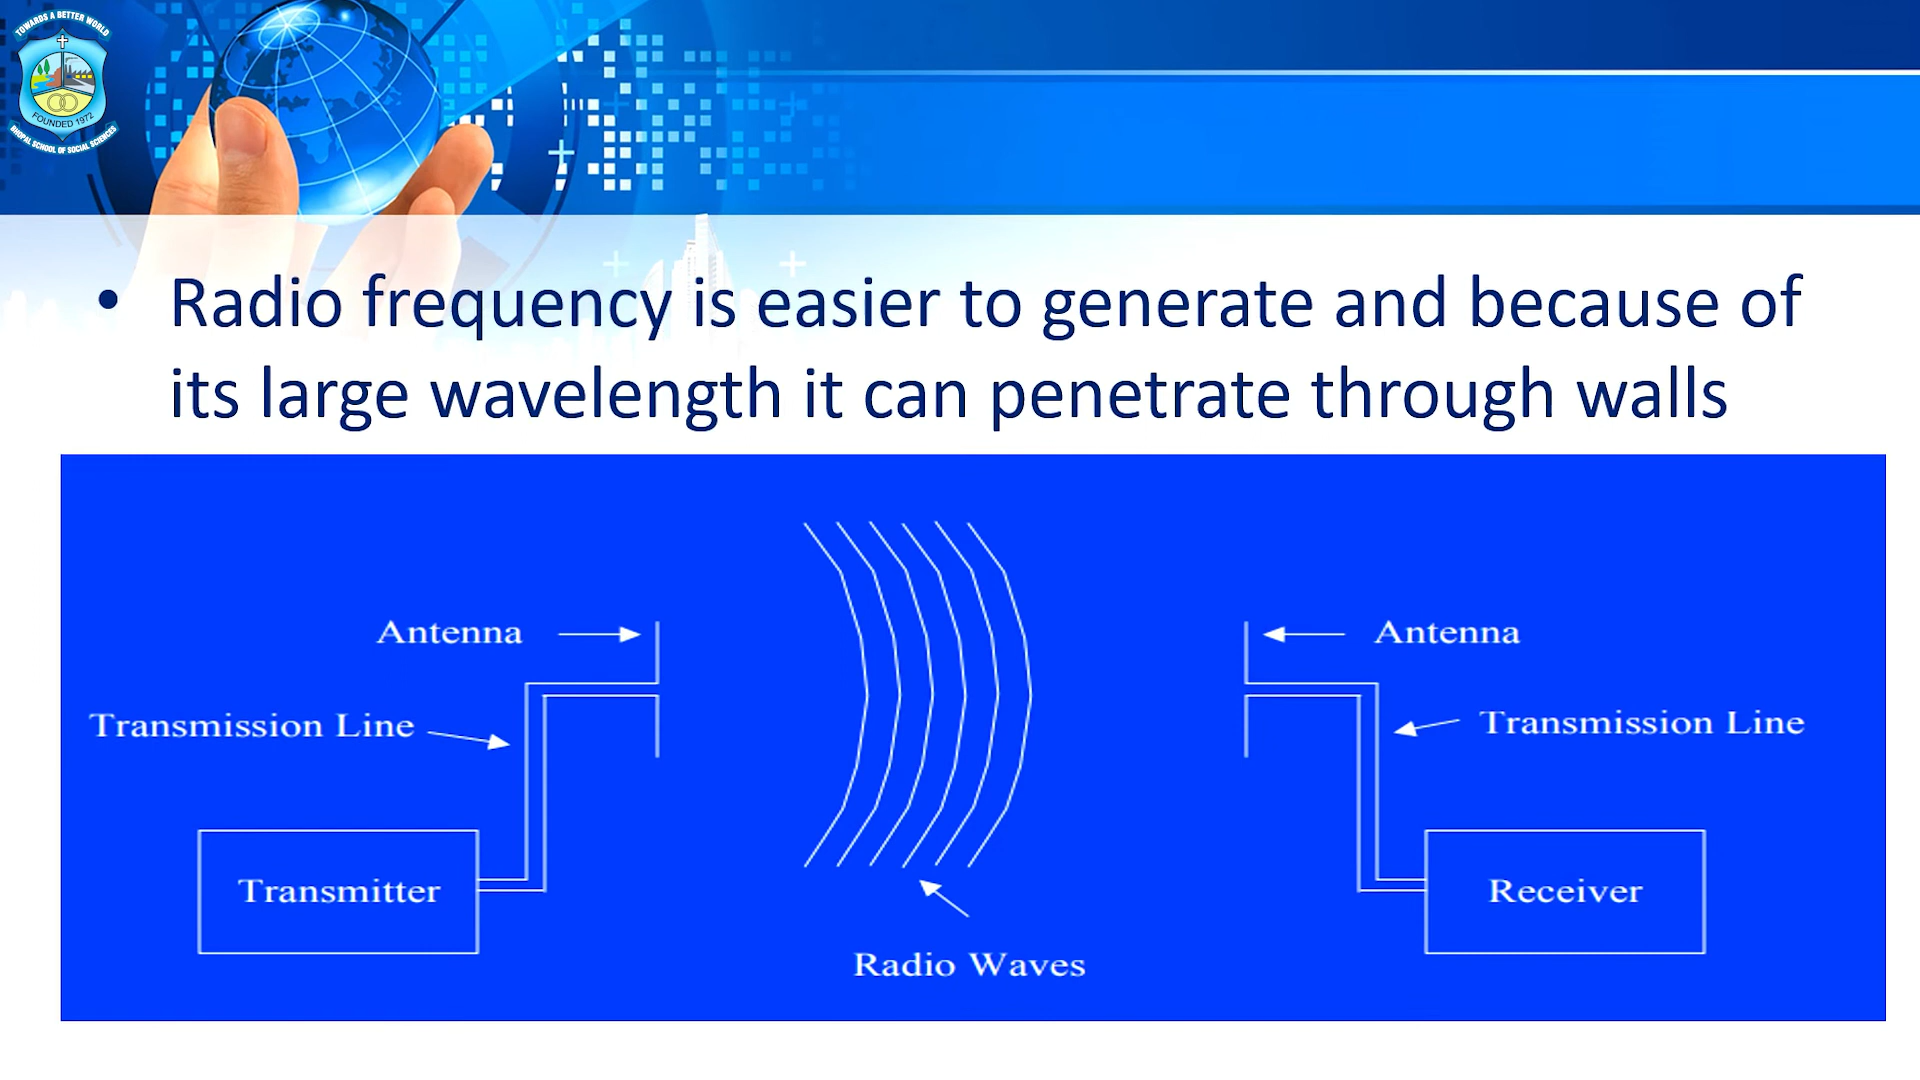 TOWARDS A BETTER WORLD
FOUNDED 1972
BHOPAL SCHOOL OF SOCIAL SCIENCES
• Radio frequency is easier to generate and because of
its large wavelength it can penetrate through walls
Antenna
Antenna
Transmission Line
Transmission Line
Transmitter
Receiver
Radio Waves